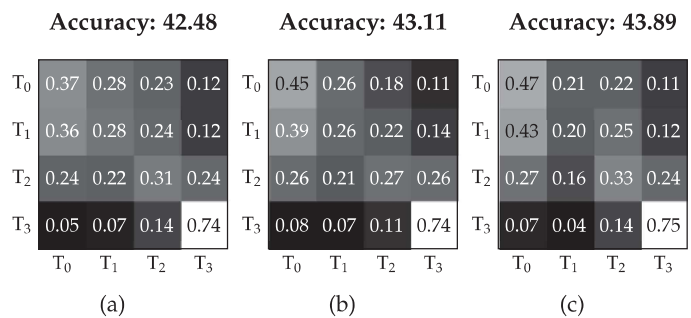 Accuracy: 42.48 Accuracy: 43.11 Accuracy: 43.89
T0 0.37 0.28 0.23 0.12 T0 0.45 0.26 0.18 0.11 T0 0.47 0.21 0.22 0.11
T1 0.36 0.28 0.24 0.12 T1 0.39 0.26 0.22 0.14 T1 0.43 0.20 0.25 0.12
T2 0.24 0.22 0.31 0.24 T2 0.26 0.21 0.27 0.26 T2 0.27 0.16 0.33 0.24
T3 0.05 0.07 0.14 0.74 T3 0.08 0.07 0.11 0.74 T3 0.07 0.04 0.14 0.75
T0 T1 T2 T3 T0 T1 T2 T3 T0 T1 T2 T3
(a) (b) (c)